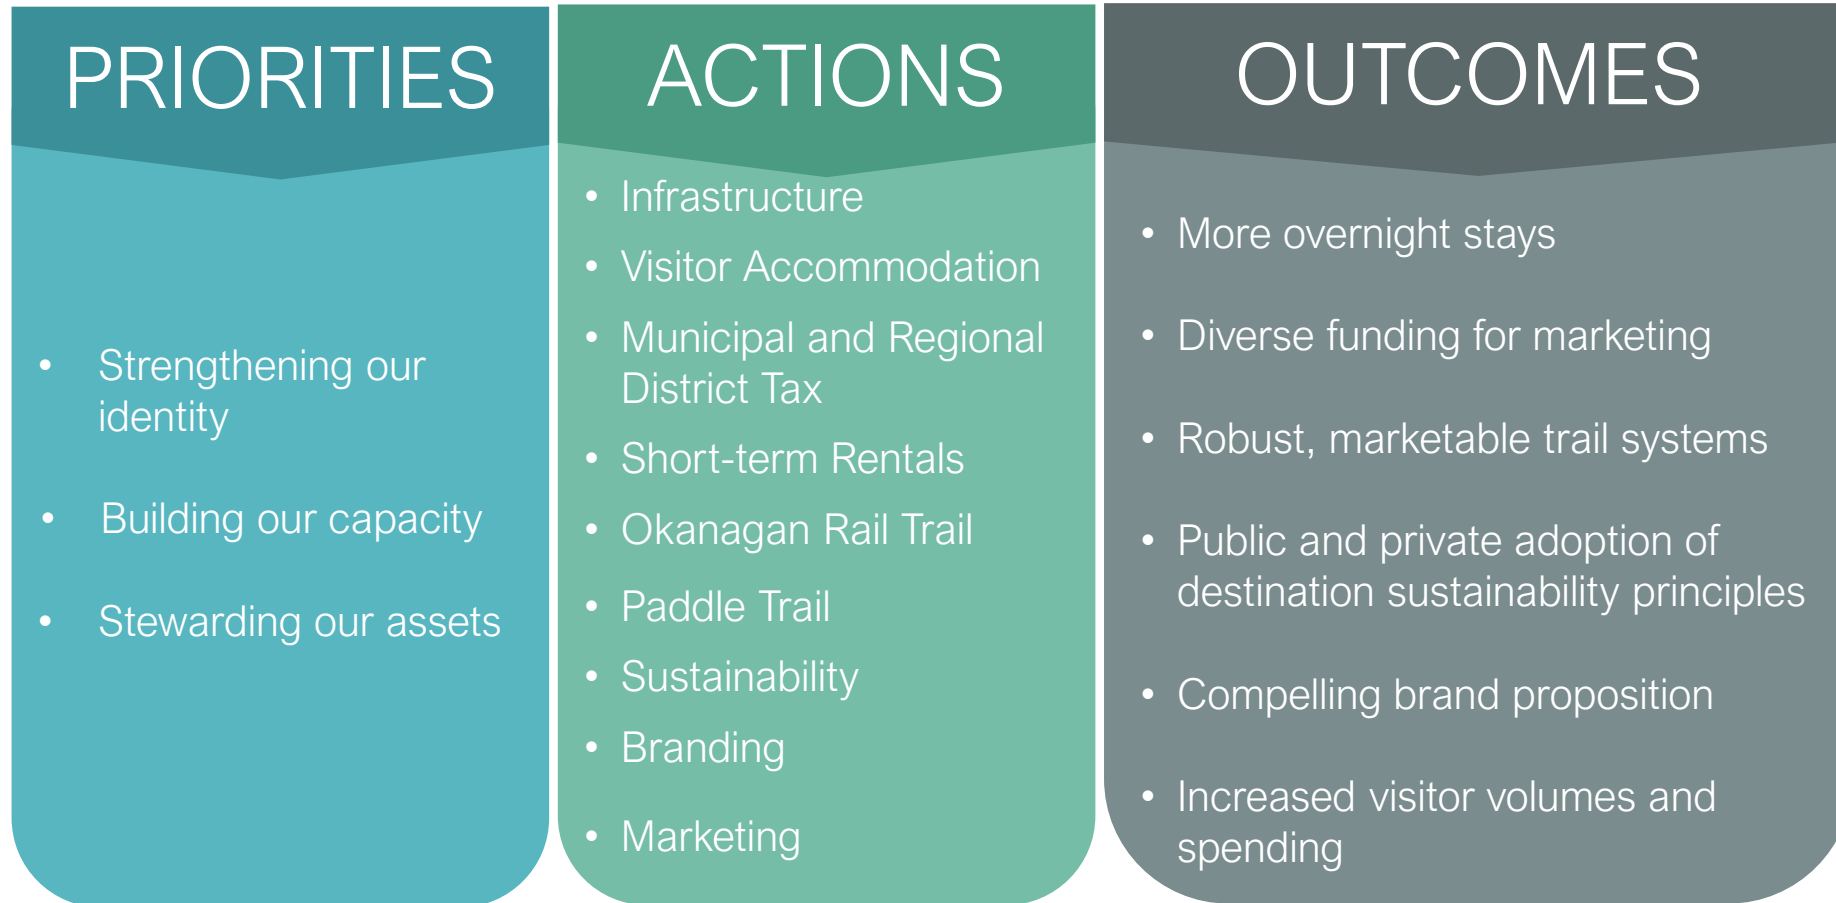 PRIORITIES
• Strengthening our
identity
• Building our capacity
• Stewarding our assets
ACTIONS
• Infrastructure
• Visitor Accommodation
• Municipal and Regional
District Tax
• Short-term Rentals
• Okanagan Rail Trail
• Paddle Trail
• Sustainability
• Branding
• Marketing
OUTCOMES
• More overnight stays
• Diverse funding for marketing
• Robust, marketable trail systems
• Public and private adoption of
destination sustainability principles
• Compelling brand proposition
• Increased visitor volumes and
spending